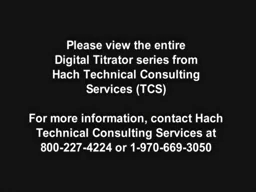 Please view the entire
Digital Titrator series from
Hach Technical Consulting
Services (TCS)
For more information, contact Hach
Technical Consulting Services at
800-227-4224 or 1-970-669-3050